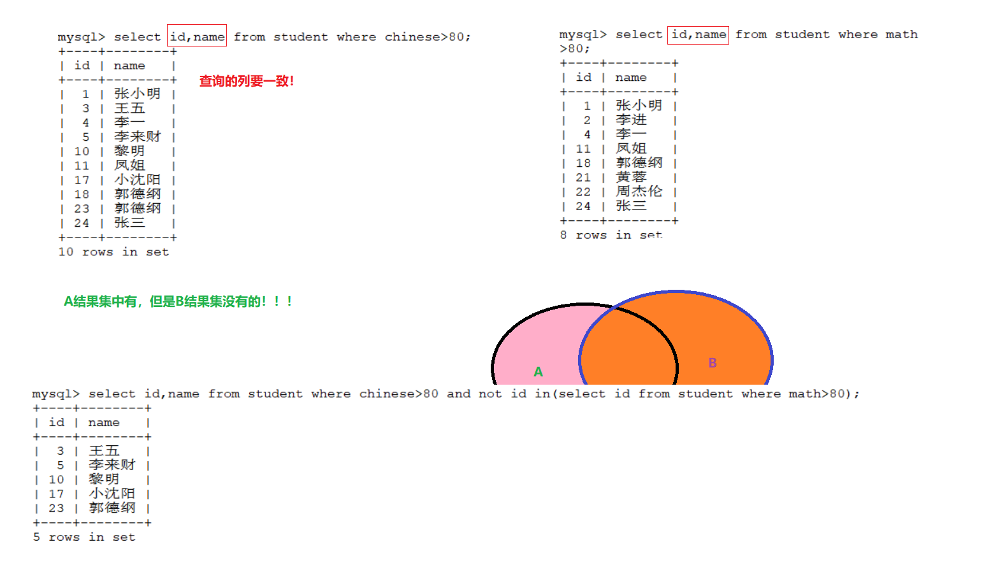 mysql> select id,name from student where chinese>80;
+----+--------+
| id | name   |
+----+--------+
|  1 | 张小明 |
|  3 | 王五   |
|  4 | 李一   |
|  5 | 李来财 |
| 10 | 黎明   |
| 11 | 凤姐   |
| 17 | 小沈阳 |
| 18 | 郭德纲 |
| 23 | 郭德纲 |
| 24 | 张三   |
+----+--------+
10 rows in set
查询的列要一致！
mysql> select id,name from student where math
>80;
+----+--------+
| id | name   |
+----+--------+
|  1 | 张小明 |
|  2 | 李进   |
|  4 | 李一   |
| 11 | 凤姐   |
| 18 | 郭德纲 |
| 21 | 黄蓉   |
| 22 | 周杰伦 |
| 24 | 张三   |
+----+--------+
8 rows in set
A结果集中有，但是B结果集没有的！！！
A
B
mysql> select id,name from student where chinese>80 and not id in(select id from student where math>80);
+----+--------+
| id | name   |
+----+--------+
|  3 | 王五   |
|  5 | 李来财 |
| 10 | 黎明   |
| 17 | 小沈阳 |
| 23 | 郭德纲 |
+----+--------+
5 rows in set